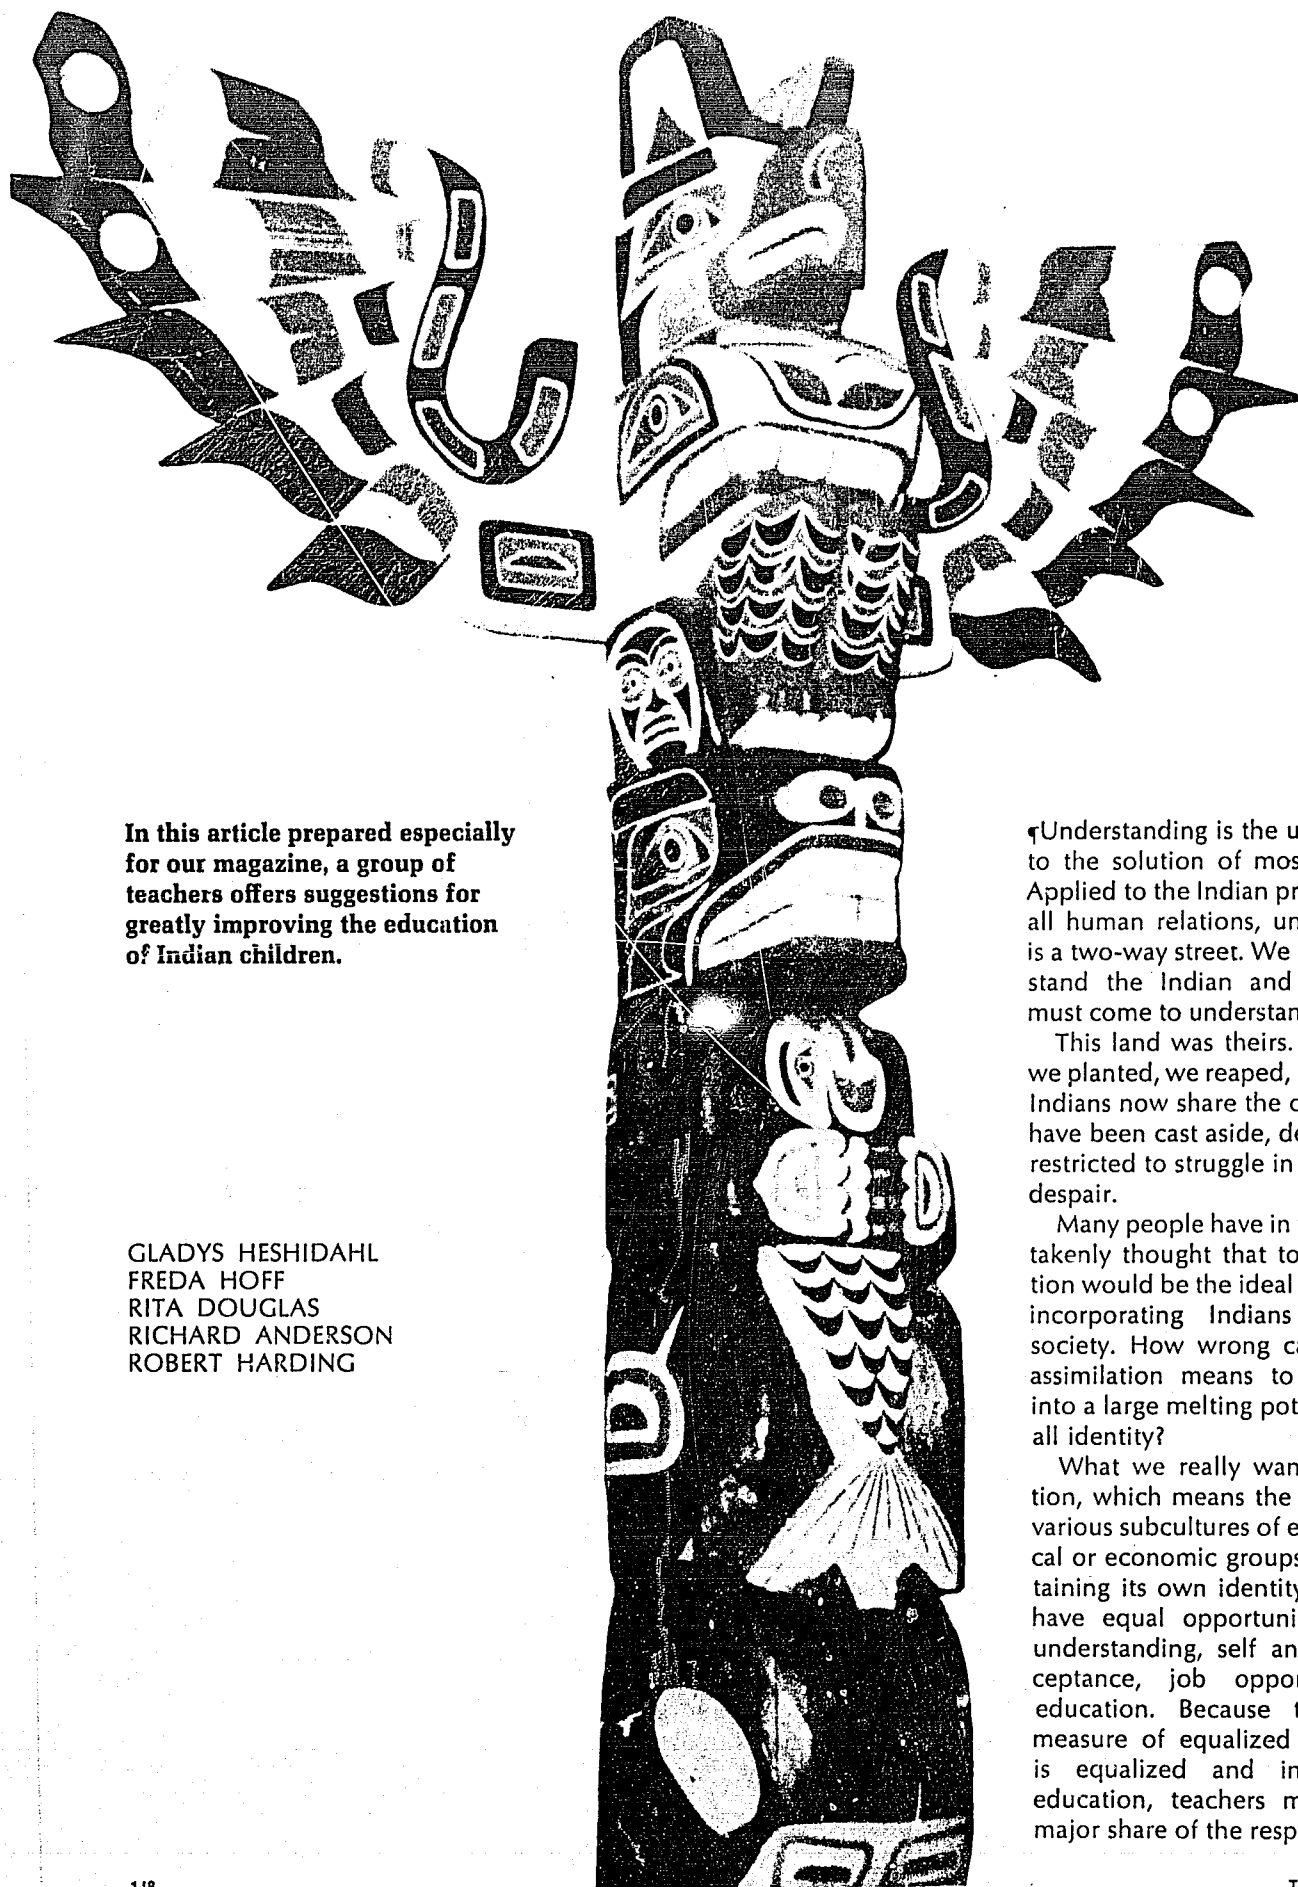 In this article prepared especially
for our magazine, a group of
teachers offers suggestions for
greatly improving the education
of Indian children.
GLADYS HESHIDAHL
FREDA HOFF
RITA DOUGLAS
RICHARD ANDERSON
ROBERT HARDING
¶Understanding is the u
to the solution of mos
Applied to the Indian pr
all human relations, un
is a two-way street. We
stand the Indian and
must come to understan
This land was theirs.
we planted, we reaped,
Indians now share the
have been cast aside, de
restricted to struggle in
despair.
Many people have in
takenly thought that to
tion would be the ideal
incorporating Indians
society. How wrong ca
assimilation means to
into a large melting pot
all identity?
What we really wan
tion, which means the
various subcultures of e
cal or economic groups
taining its own identity
have equal opportuni
understanding, self an
ceptance, job oppor
education. Because t
measure of equalized
is equalized and in
education, teachers m
major share of the resp